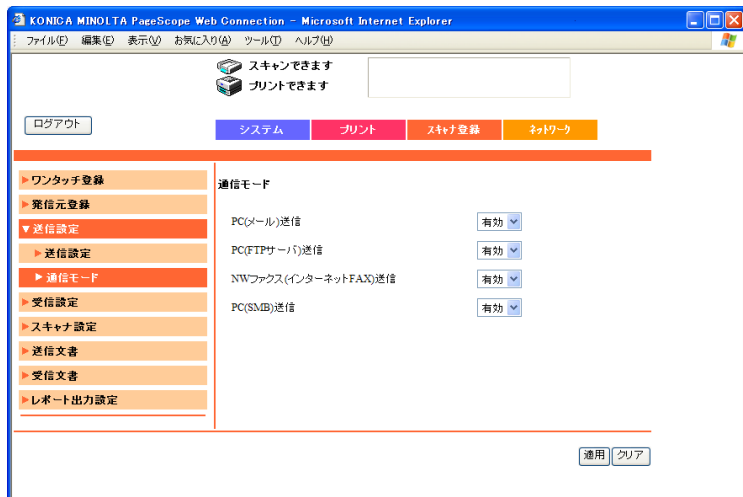 KONICA MINOLTA PageScope Web Connection - Microsoft Internet Explorer
ファイル(F) 編集(E) 表示(V) お気に入り(A) ツール(T) ヘルプ(H)
スキャンできます
プリントできます
ログアウト
システム プリント スキャナ登録 ネットワーク
ワンタッチ登録
発信元登録
送信設定
送信設定
通信モード
受信設定
スキャナ設定
送信文書
受信文書
レポート出力設定
通信モード
PC(メール)送信 有効
PC(FTPサーバ)送信 有効
NWファクス(インターネットFAX)送信 有効
PC(SMB)送信 有効
適用 クリア